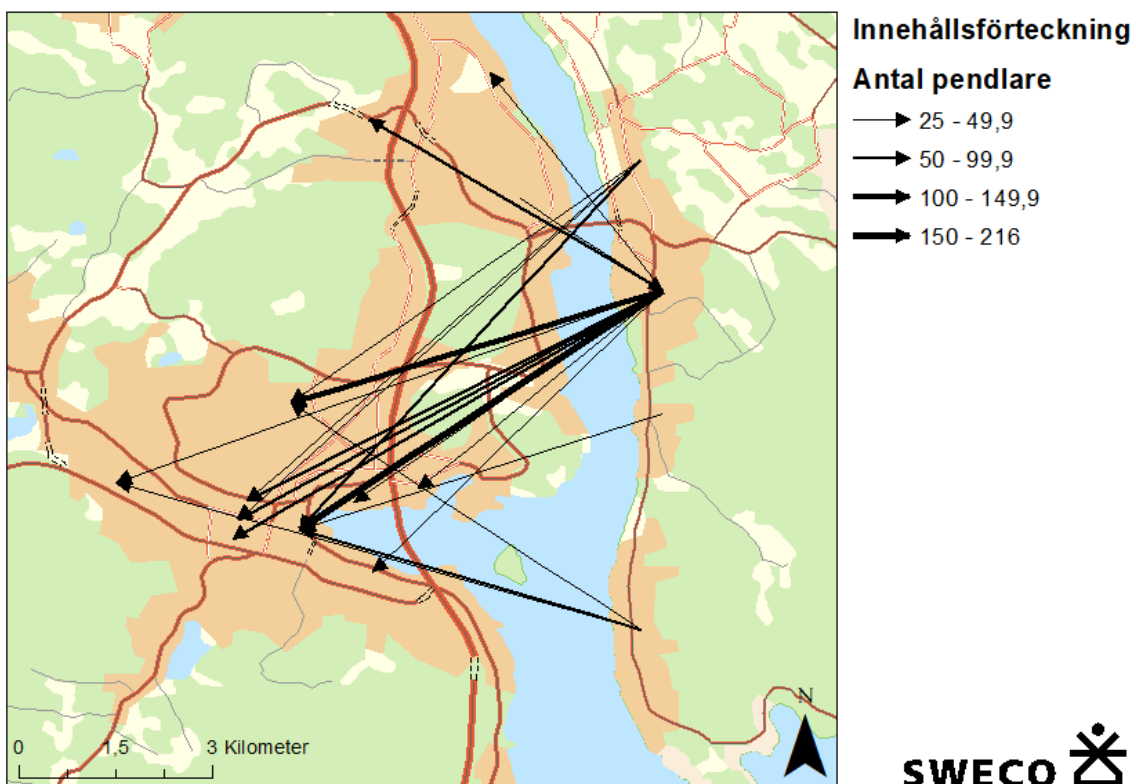 Innehållsförteckning
Antal pendlare
25 - 49,9
50 - 99,9
100 - 149,9
150 - 216
N
0 1,5 3 Kilometer
SWECO